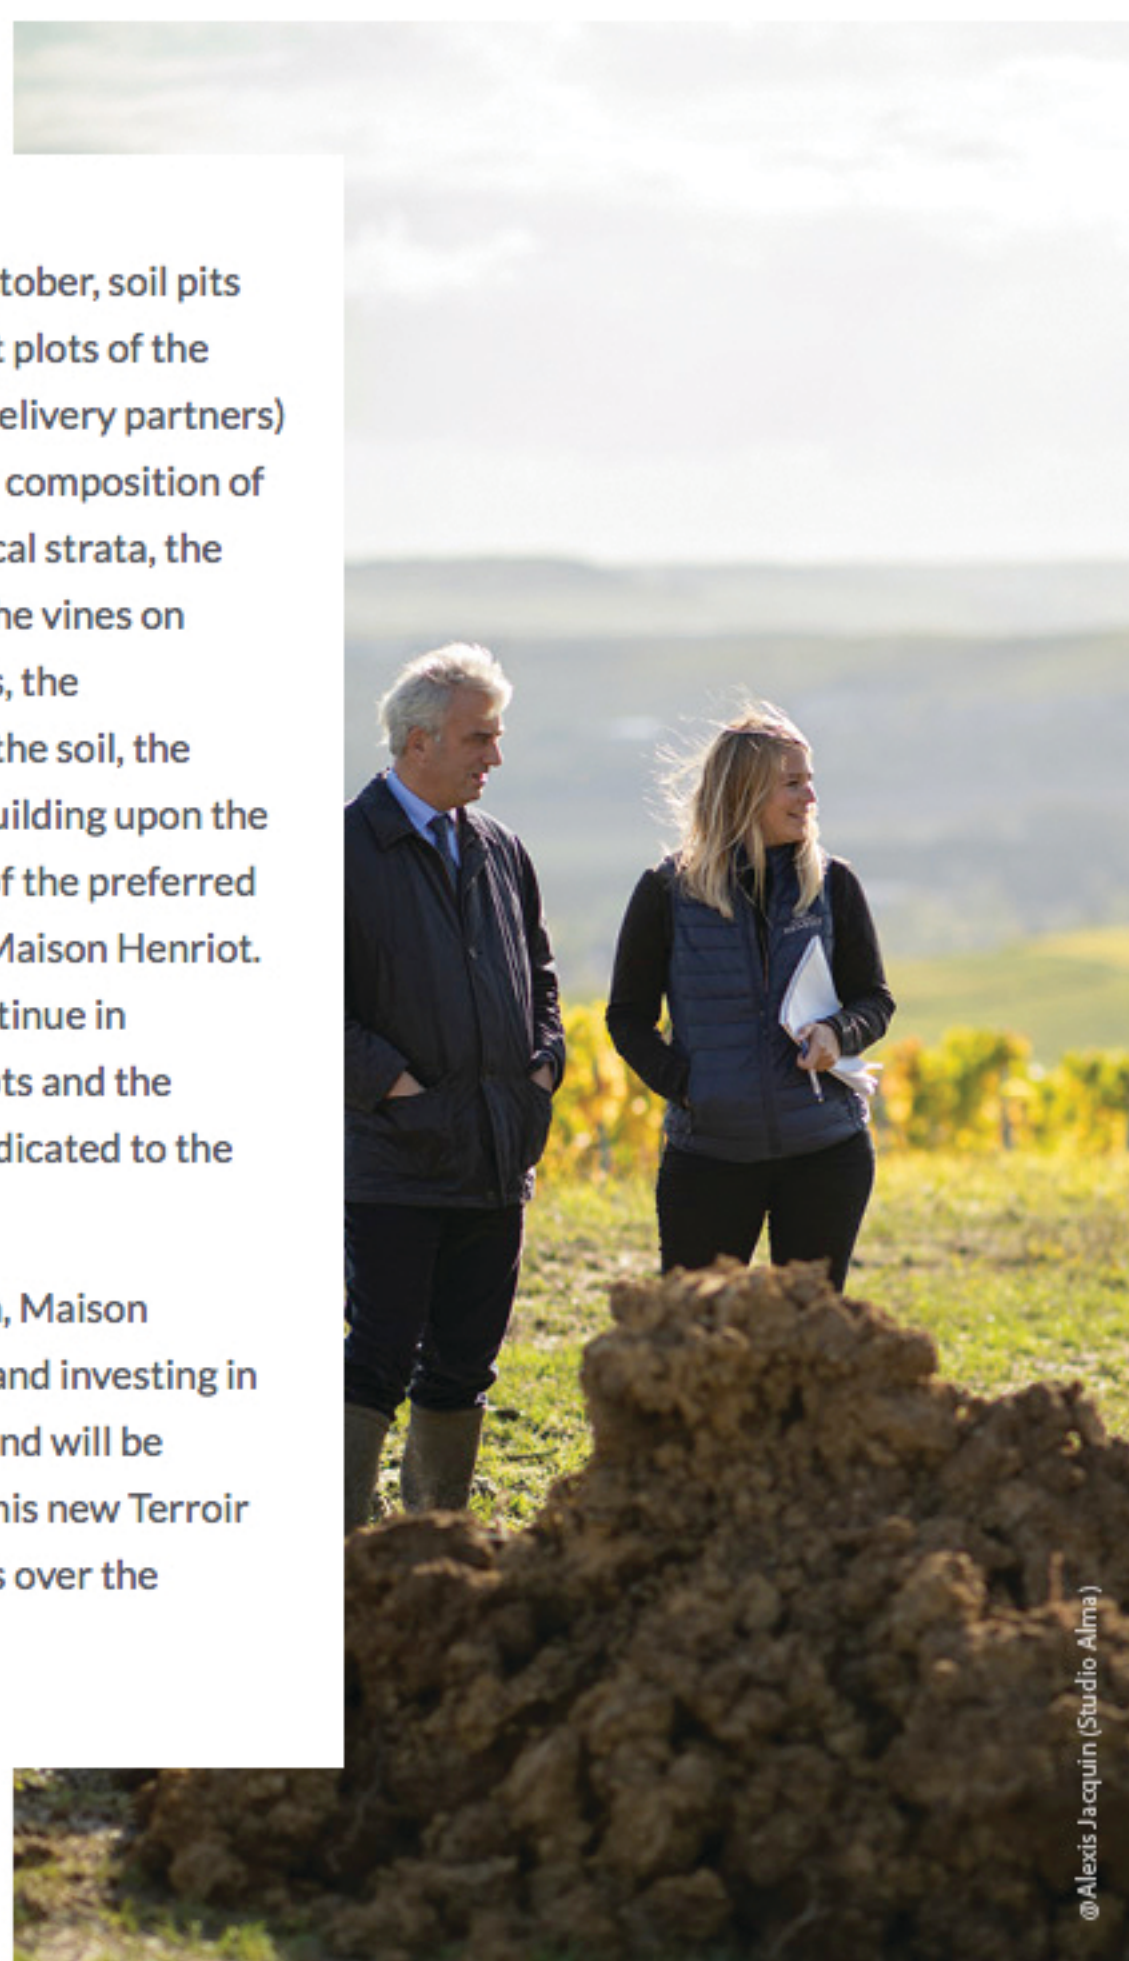 tober, soil pits
t plots of the
elivery partners)
composition of
cal strata, the
he vines on
s, the
the soil, the
uilding upon the
f the preferred
Maison Henriot.
tinue in
ts and the
dicated to the
, Maison
and investing in
nd will be
his new Terroir
s over the
@Alexis Jacquin (Studio Alma)